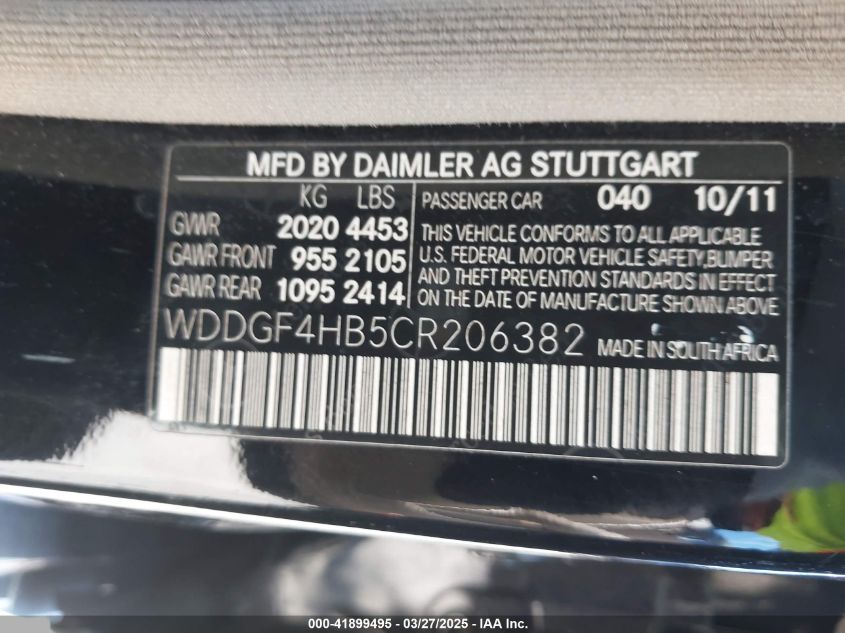 MFD BY DAIMLER AG STUTTGART
KG LBS
GVWR 2020 4453
GAWR FRONT 955 2105
GAWR REAR 1095 2414
PASSENGER CAR 040 10/11
THIS VEHICLE CONFORMS TO ALL APPLICABLE
U.S. FEDERAL MOTOR VEHICLE SAFETY,BUMPER
AND THEFT PREVENTION STANDARDS IN EFFECT
ON THE DATE OF MANUFACTURE SHOWN ABOVE.
WDDGF4HB5CR206382 MADE IN SOUTH AFRICA
000-41899495 - 03/27/2025 - IAA Inc.